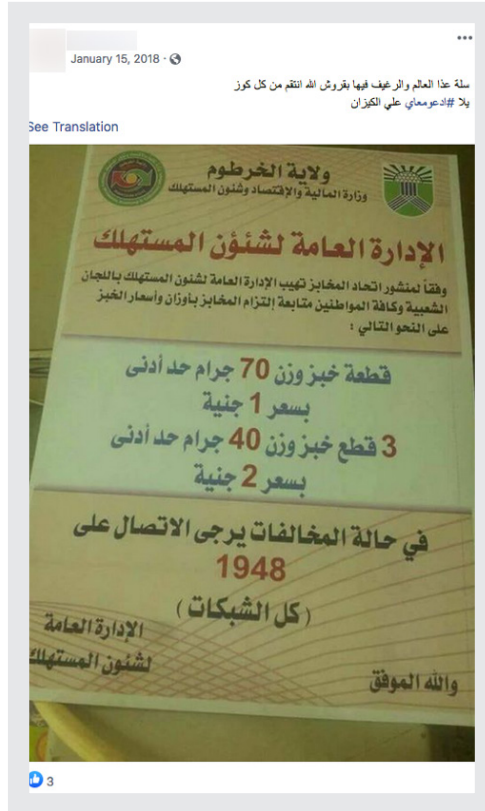 January 15, 2018
سلة عذا العالم والرغيف فيها بقروش الله انتقم من كل كوز
يلا #ادعومعاي علي الكيزان
See Translation
ولاية الخرطوم
وزارة المالية والإقتصاد وشئون المستهلك
الإدارة العامة لشئؤن المستهلك
وفقاً لمنشور اتحاد المخابز تهيب الإدارة العامة لشئون المستهلك باللجان
الشعبية وكافة المواطنين متابعة إلتزام المخابز بأوزان وأسعار الخبز
على النحو التالي :
قطعة خبز وزن 70 جرام حد أدنى
بسعر 1 جنية
3 قطع خبز وزن 40 جرام حد أدنى
بسعر 2 جنية
في حالة المخالفات يرجى الاتصال على
1948
(كل الشبكات)
الإدارة العامة
لشئون المستهلك
والله الموفق
3